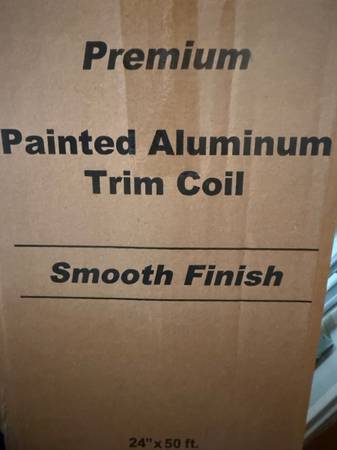 Premium
Painted Aluminum
Trim Coil
Smooth Finish
24" x 50 ft.